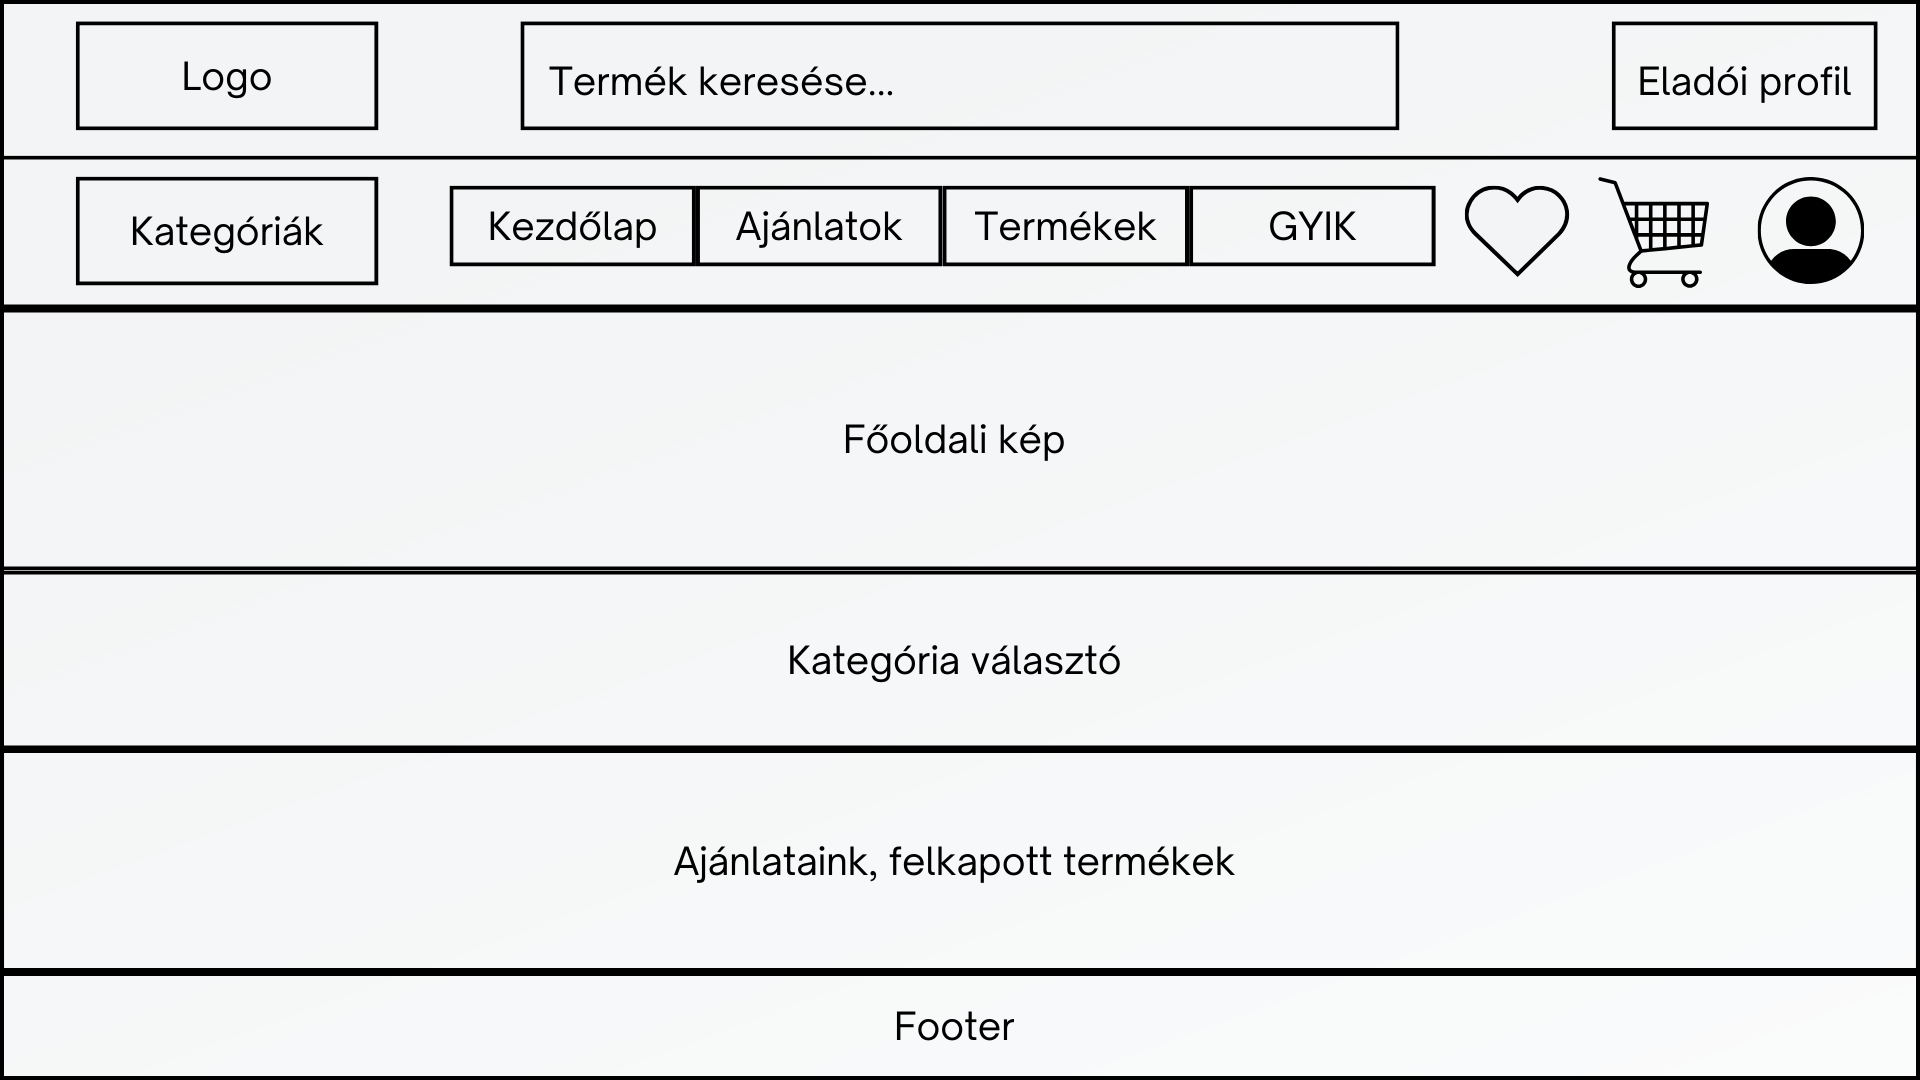 Logo
Termék keresése...
Eladói profil
Kategóriák
Kezdőlap
Ajánlatok
Termékek
GYIK
Főoldali kép
Kategória választó
Ajánlataink, felkapott termékek
Footer